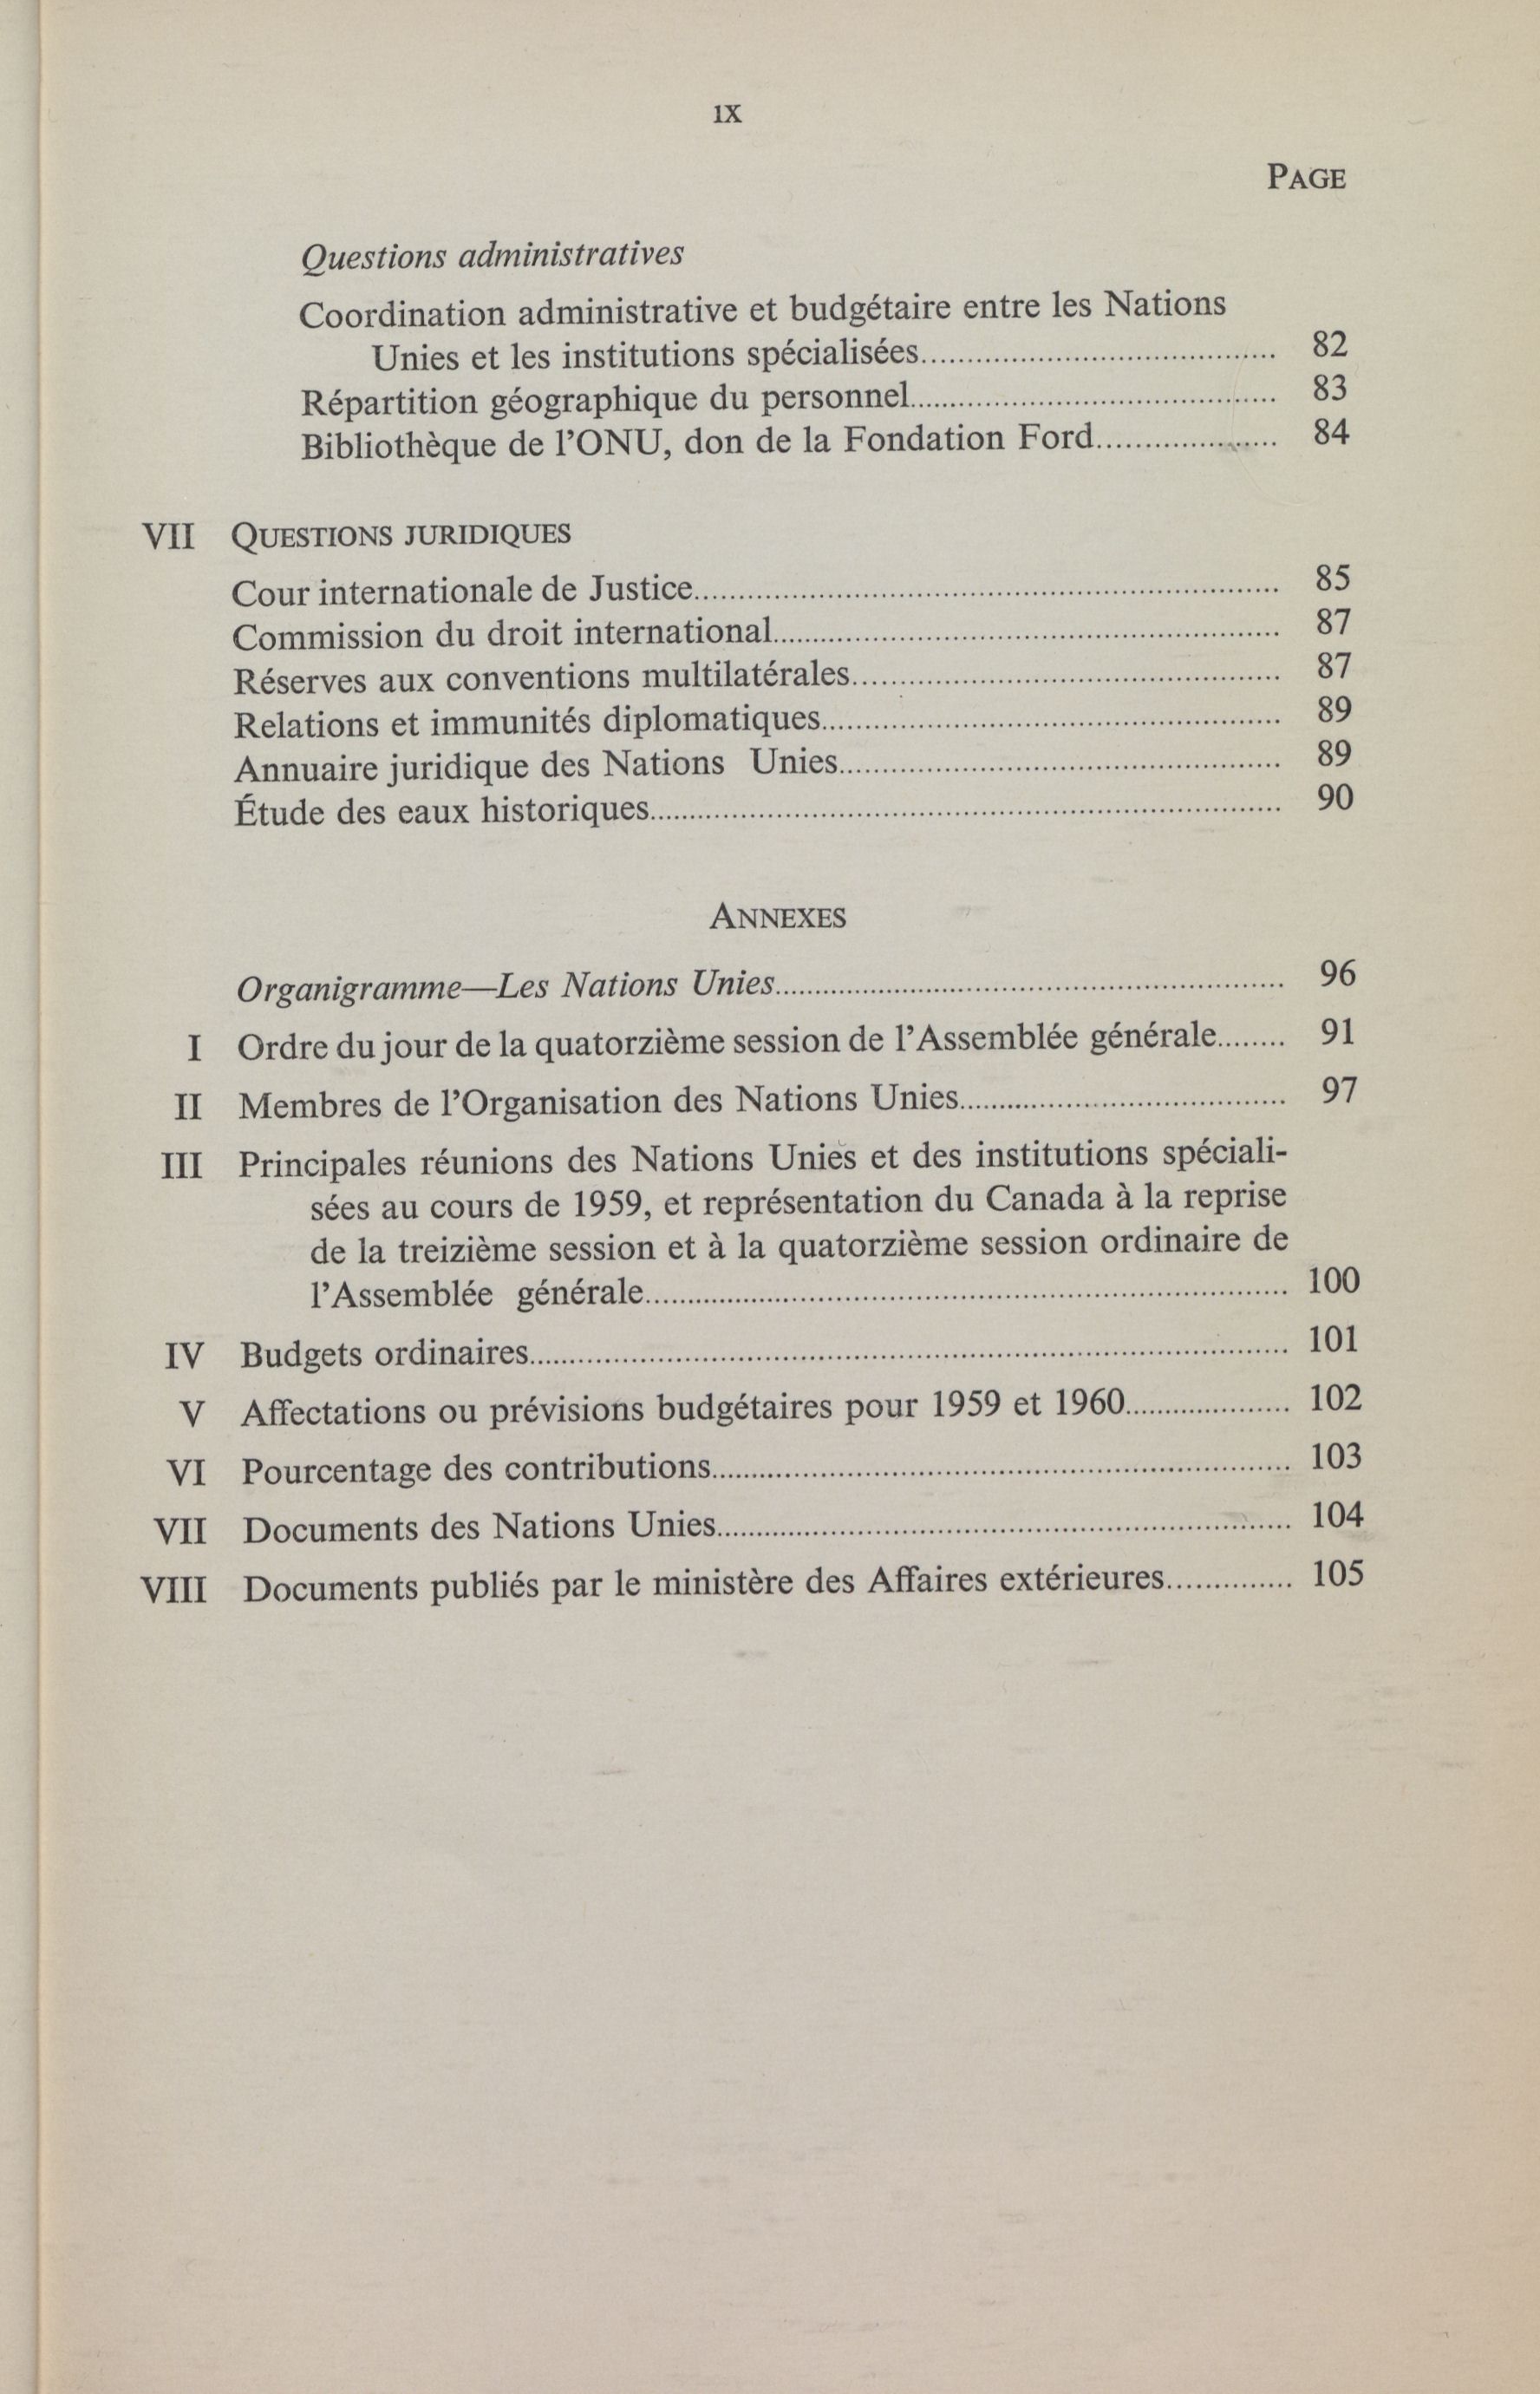 IX
PAGE
Questions administratives
Coordination administrative et budgétaire entre les Nations
Unies et les institutions spécialisées........................................ 82
Répartition géographique du personnel........................................ 83
Bibliothèque de l'ONU, don de la Fondation Ford.................... 84
VII QUESTIONS JURIDIQUES
Cour internationale de Justice........................................ 85
Commission du droit international........................................ 87
Réserves aux conventions multilatérales........................................ 87
Relations et immunités diplomatiques........................................ 89
Annuaire juridique des Nations Unies........................................ 89
Étude des eaux historiques........................................ 90
ANNEXES
Organigramme—Les Nations Unies........................................ 96
I Ordre du jour de la quatorzième session de l'Assemblée générale........ 91
II Membres de l'Organisation des Nations Unies........................................ 97
III Principales réunions des Nations Unies et des institutions spéciali-
sées au cours de 1959, et représentation du Canada à la reprise
de la treizième session et à la quatorzième session ordinaire de
l'Assemblée générale........................................ 100
IV Budgets ordinaires........................................ 101
V Affectations ou prévisions budgétaires pour 1959 et 1960.................... 102
VI Pourcentage des contributions........................................ 103
VII Documents des Nations Unies........................................ 104
VIII Documents publiés par le ministère des Affaires extérieures............... 105